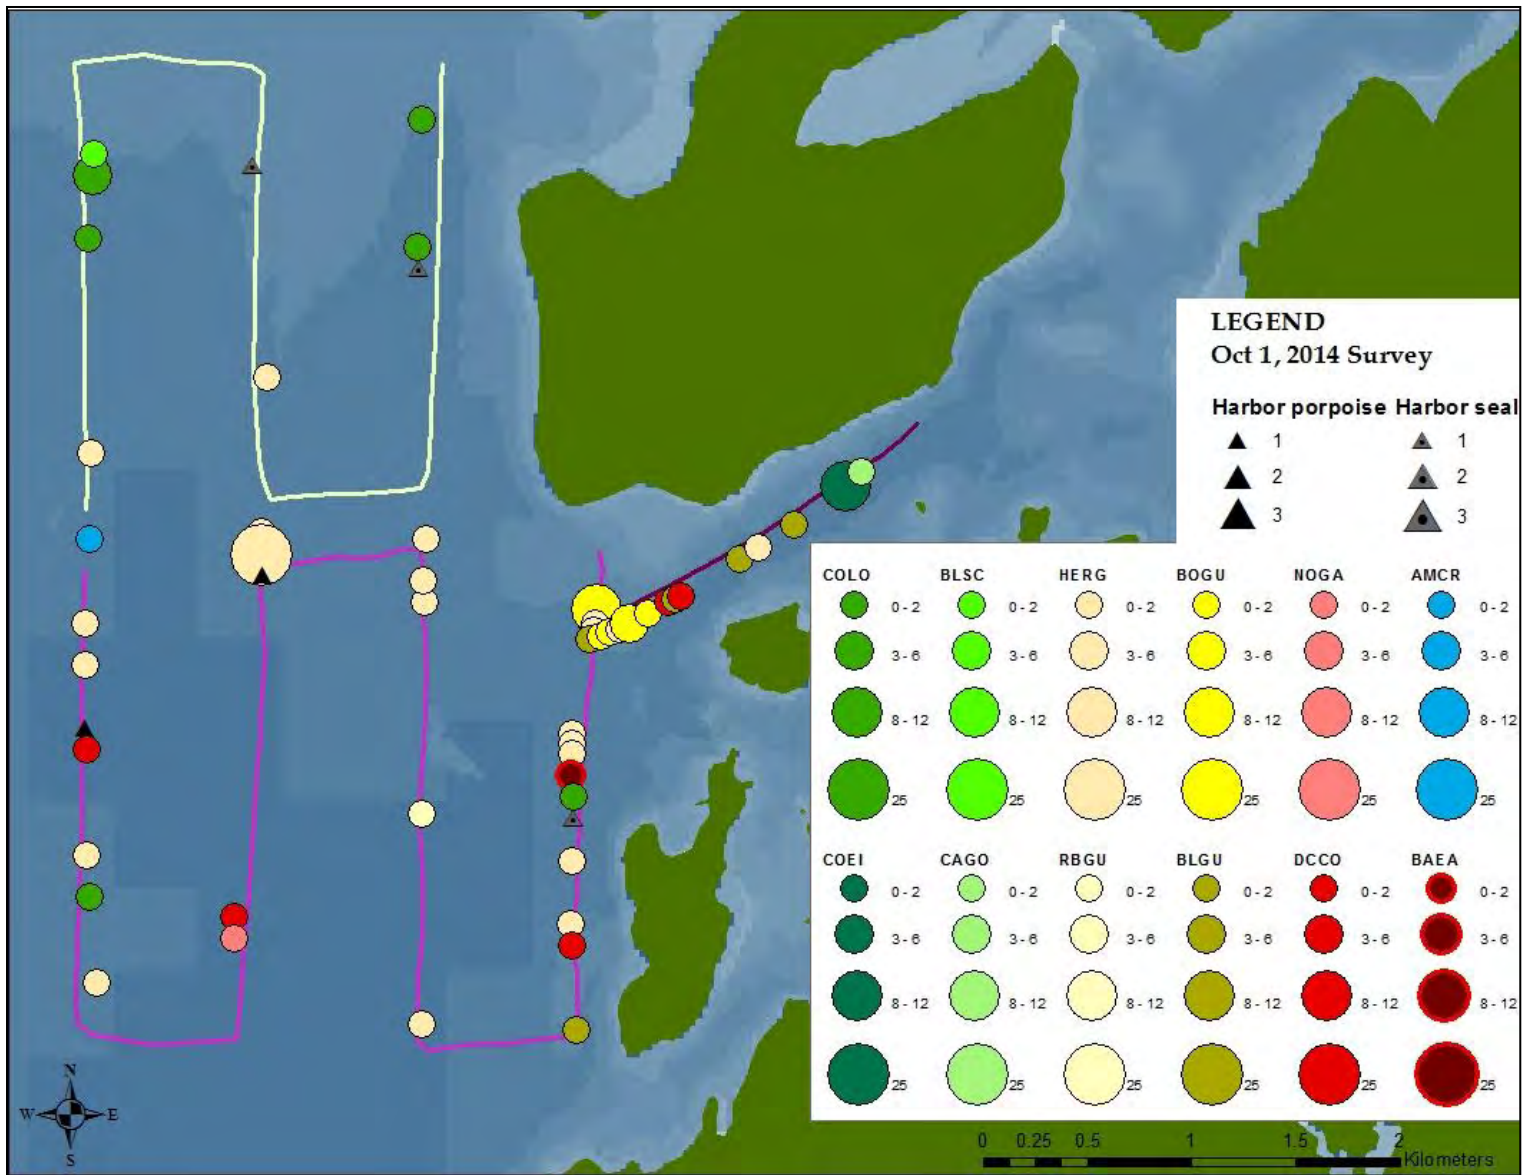 LEGEND
Oct 1, 2014 Survey
Harbor porpoise Harbor seal
1 1
2 2
3 3
COLO BLSC HERG BOGU NOGA AMCR
0 - 2 0 - 2 0 - 2 0 - 2 0 - 2 0 - 2
3 - 6 3 - 6 3 - 6 3 - 6 3 - 6 3 - 6
8 - 12 8 - 12 8 - 12 8 - 12 8 - 12 8 - 12
25 25 25 25 25 25
COEI CAGO RBGU BLGU DCCO BAEA
0 - 2 0 - 2 0 - 2 0 - 2 0 - 2 0 - 2
3 - 6 3 - 6 3 - 6 3 - 6 3 - 6 3 - 6
8 - 12 8 - 12 8 - 12 8 - 12 8 - 12 8 - 12
25 25 25 25 25 25
N
W E
S
0 0.25 0.5 1 1.5 2
Kilometers